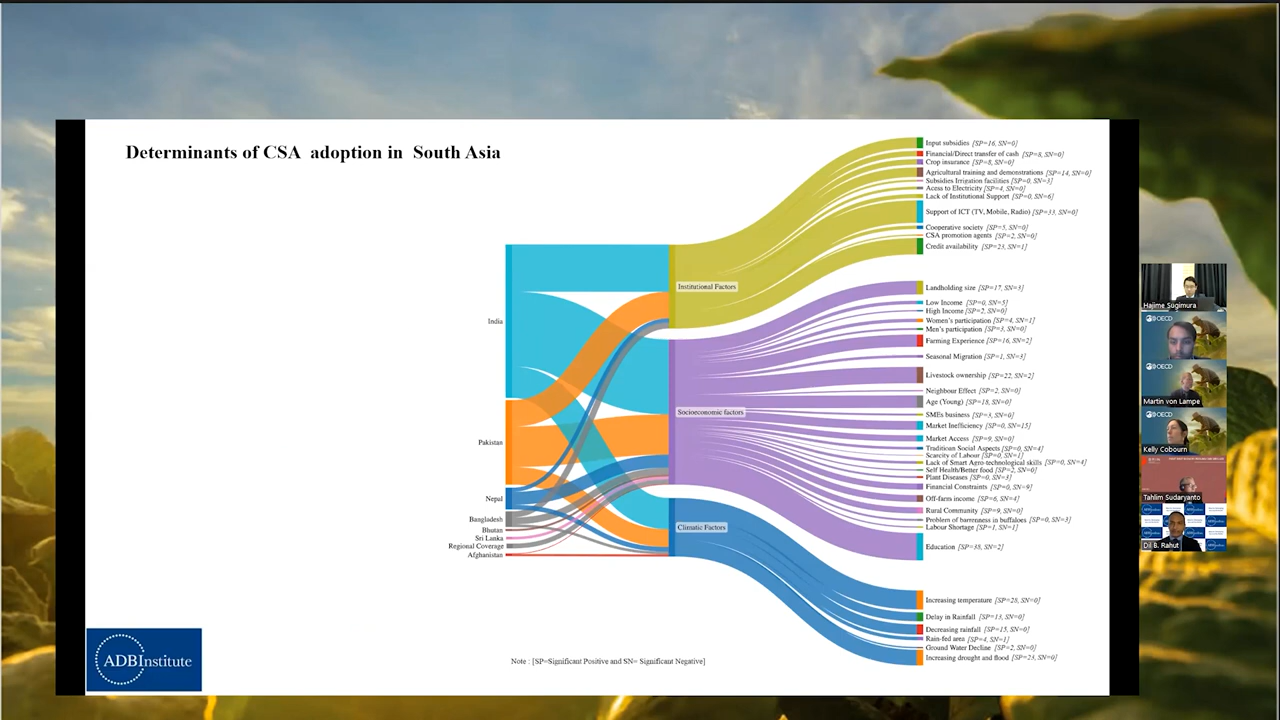 Determinants of CSA adoption in South Asia
India
Pakistan
Nepal
Bangladesh
Bhutan
Sri Lanka
Regional Coverage
Afghanistan
Institutional Factors
Socioeconomic factors
Climatic Factors
Input subsidies [SP=16, SN=0]
Financial/Direct transfer of cash [SP=8, SN=0]
Crop insurance [SP=8, SN=0]
Agricultural training and demonstrations [SP=14, SN=0]
Subsidies Irrigation facilities [SP=0, SN=3]
Acess to Electricity [SP=4, SN=0]
Lack of Institutional Support [SP=0, SN=6]
Support of ICT (TV, Mobile, Radio) [SP=33, SN=0]
Cooperative society [SP=5, SN=0]
CSA promotion agents [SP=2, SN=0]
Credit availability [SP=23, SN=1]
Landholding size [SP=17, SN=3]
Low Income [SP=0, SN=5]
High Income [SP=2, SN=0]
Women's participation [SP=4, SN=1]
Men's participation [SP=3, SN=0]
Farming Experience [SP=16, SN=2]
Seasonal Migration [SP=1, SN=3]
Livestock ownership [SP=22, SN=2]
Neighbour Effect [SP=2, SN=0]
Age (Young) [SP=18, SN=0]
SMEs business [SP=3, SN=0]
Market Inefficiency [SP=0, SN=15]
Market Access [SP=9, SN=0]
Traditioan Social Aspects [SP=0, SN=4]
Scarcity of Labour [SP=0, SN=1]
Lack of Smart Agro-technological skills [SP=0, SN=4]
Self Health/Better food [SP=2, SN=0]
Plant Diseases [SP=0, SN=3]
Financial Constraints [SP=0, SN=9]
Off-farm income [SP=6, SN=4]
Rural Community [SP=9, SN=0]
Problem of barreness in buffaloes [SP=0, SN=3]
Labour Shortage [SP=1, SN=1]
Education [SP=38, SN=2]
Increasing temperature [SP=28, SN=0]
Delay in Rainfall [SP=13, SN=0]
Decreasing rainfall [SP=15, SN=0]
Rain-fed area [SP=4, SN=1]
Ground Water Decline [SP=2, SN=0]
Increasing drought and flood [SP=23, SN=0]
Note : [SP=Significant Positive and SN= Significant Negative]
ADBInstitute
Hajime Sugimura
OECD
OECD
Martin von Lampe
OECD
Kelly Cobourn
Tahlim Sudaryanto
Dil B. Rahut